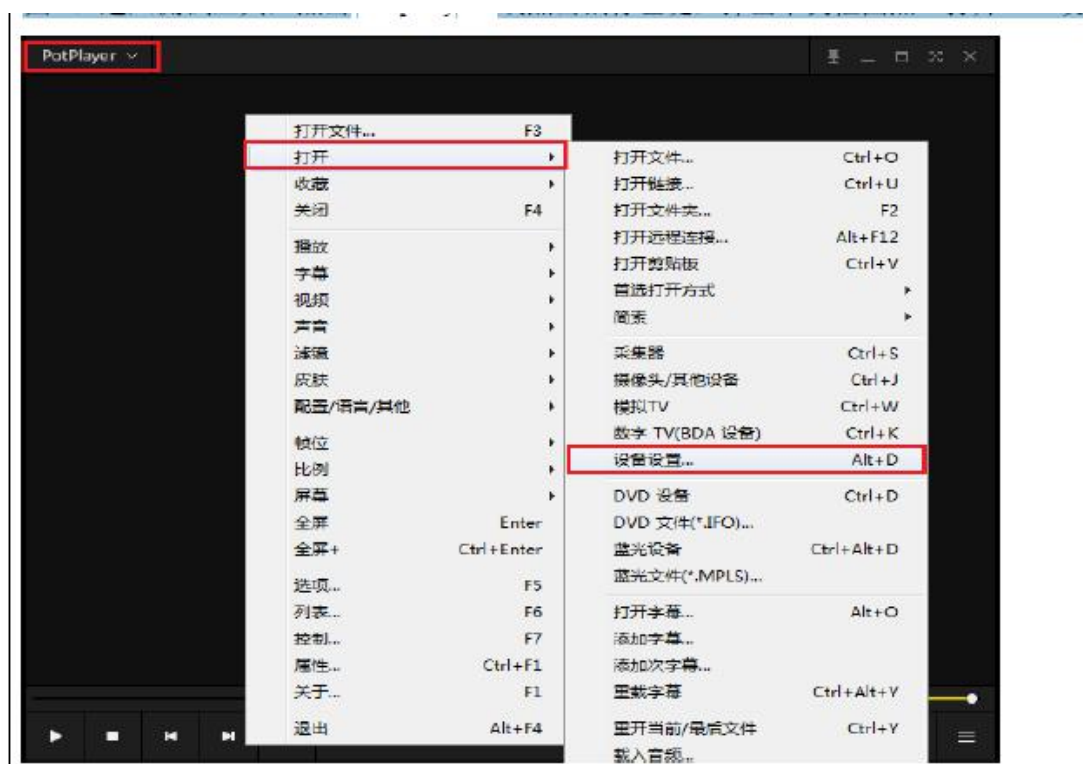 PotPlayer
打开文件... F3
打开
收藏
关闭 F4
播放
字幕
视频
声音
滤镜
皮肤
配置/语言/其他
帧位
比例
屏幕
全屏 Enter
全屏+ Ctrl+Enter
选项... F5
列表... F6
控制... F7
属性... Ctrl+F1
关于... F1
退出 Alt+F4
打开文件... Ctrl+O
打开链接... Ctrl+U
打开文件夹... F2
打开远程连接... Alt+F12
打开剪贴板 Ctrl+V
首选打开方式
简索
采集器 Ctrl+S
摄像头/其他设备 Ctrl+J
模拟TV Ctrl+W
数字 TV(BDA 设备) Ctrl+K
设备设置... Alt+D
DVD 设备 Ctrl+D
DVD 文件(*.IFO)...
蓝光设备 Ctrl+Alt+D
蓝光文件(*.MPLS)...
打开字幕... Alt+O
添加字幕...
添加次字幕...
重载字幕 Ctrl+Alt+Y
重开当前/最后文件 Ctrl+Y
载入音频...